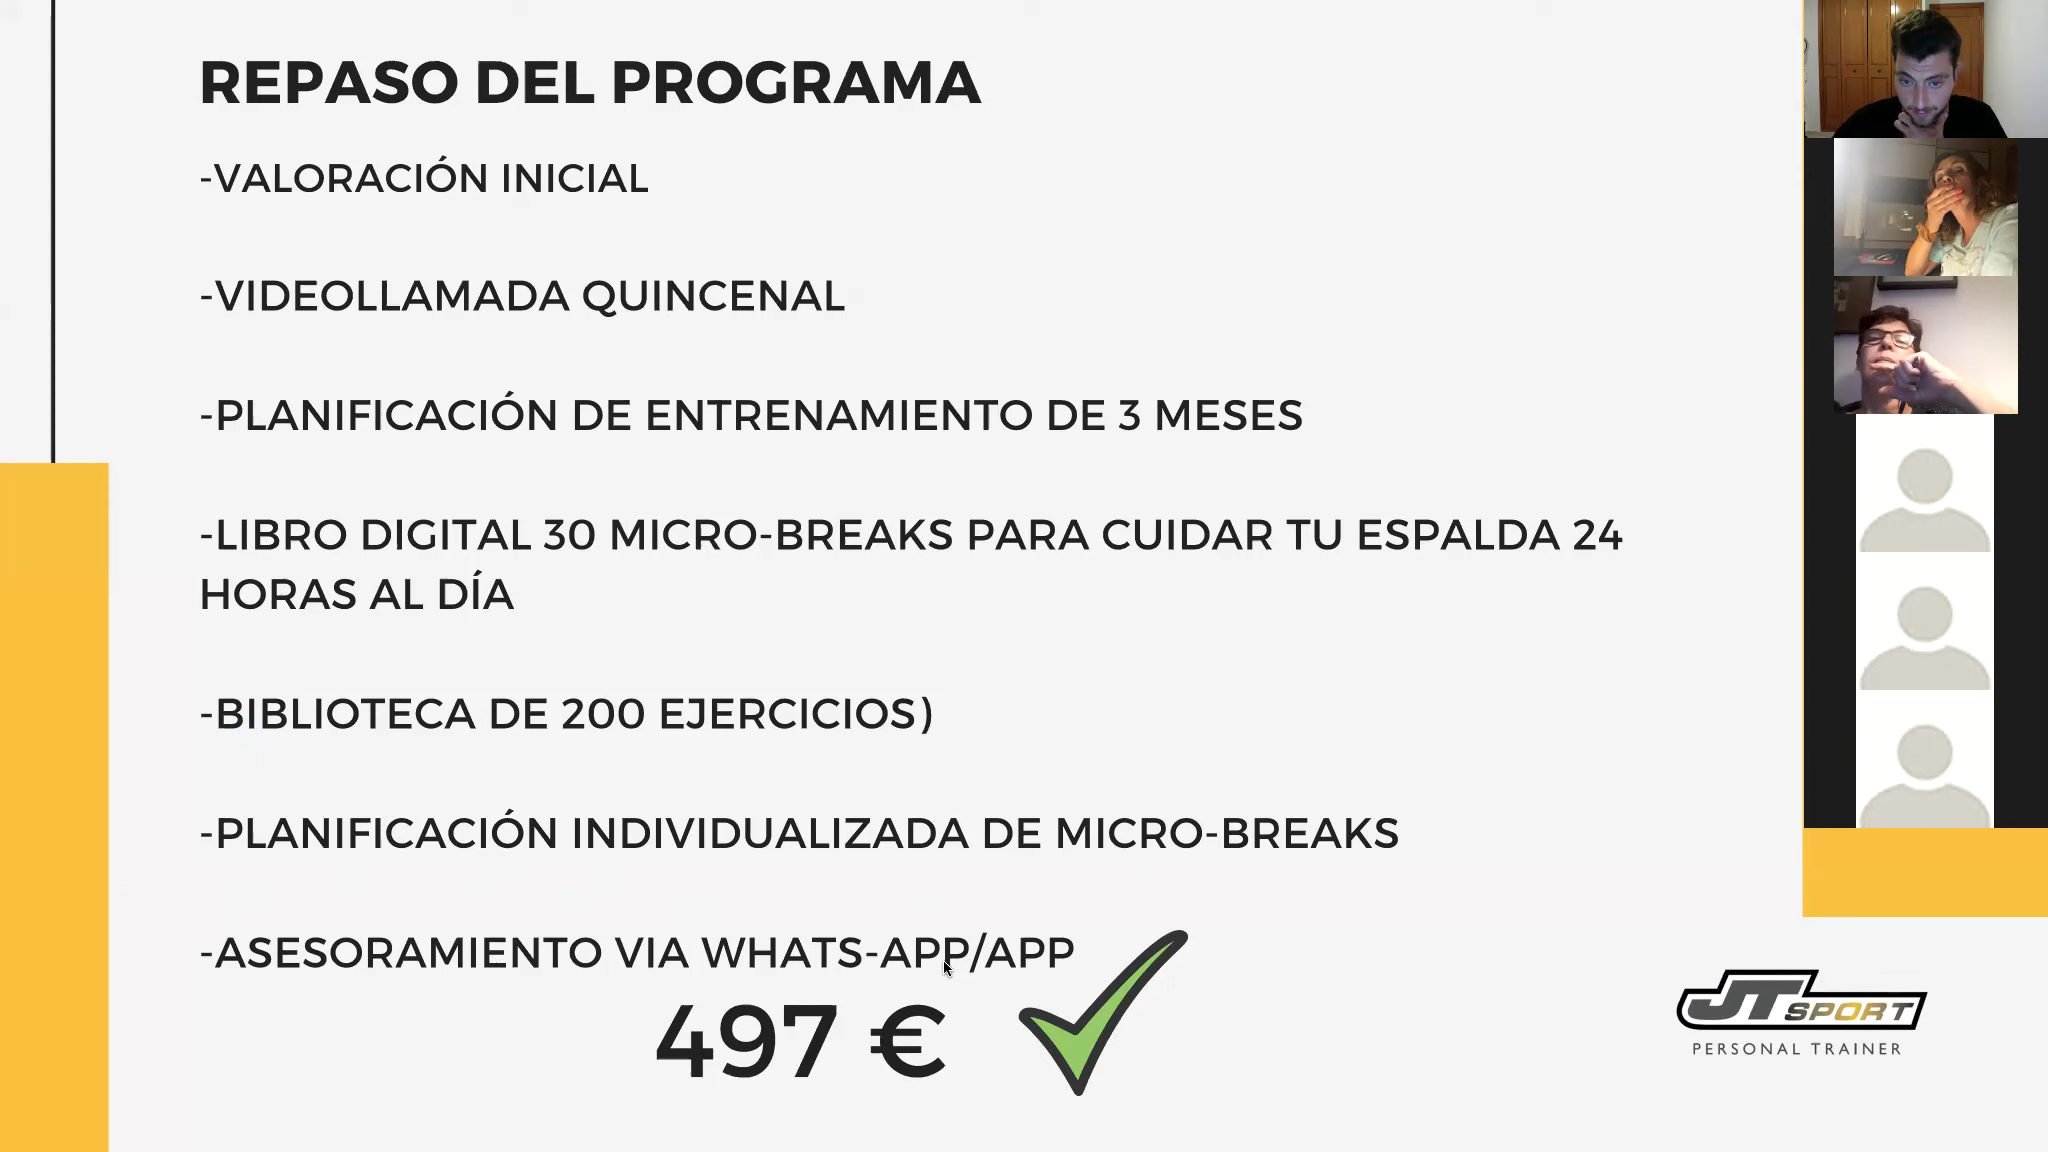 REPASO DEL PROGRAMA
-VALORACIÓN INICIAL
-VIDEOLLAMADA QUINCENAL
-PLANIFICACIÓN DE ENTRENAMIENTO DE 3 MESES
-LIBRO DIGITAL 30 MICRO-BREAKS PARA CUIDAR TU ESPALDA 24
HORAS AL DÍA
-BIBLIOTECA DE 200 EJERCICIOS)
-PLANIFICACIÓN INDIVIDUALIZADA DE MICRO-BREAKS
-ASESORAMIENTO VIA WHATS-APP/APP
497 €
JT SPORT
PERSONAL TRAINER